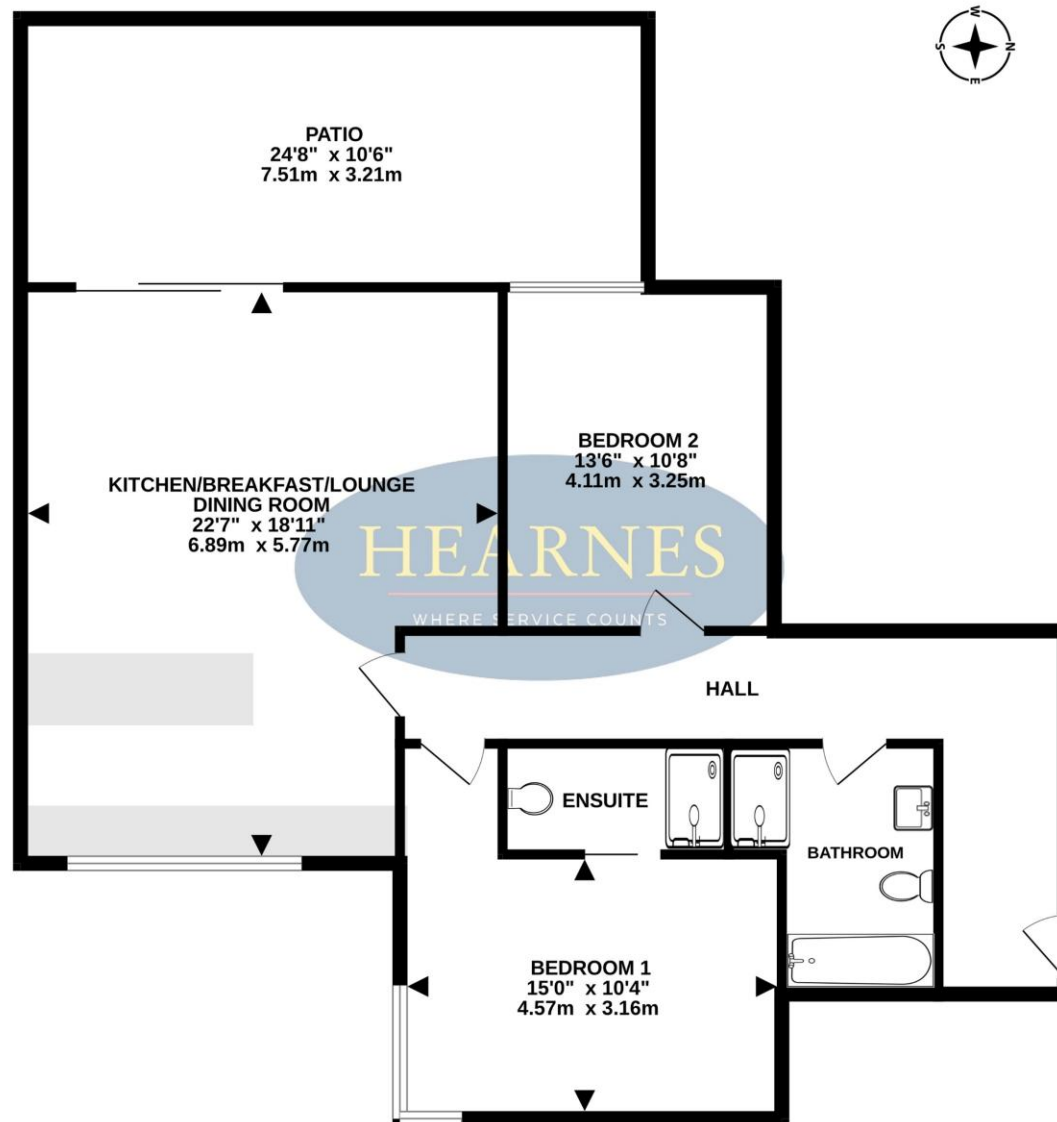 W
S
N
E
PATIO
24'8" x 10'6"
7.51m x 3.21m
KITCHEN/BREAKFAST/LOUNGE
DINING ROOM
22'7" x 18'11"
6.89m x 5.77m
BEDROOM 2
13'6" x 10'8"
4.11m x 3.25m
HEARNES
WHERE SERVICE COUNTS
HALL
ENSUITE
BATHROOM
BEDROOM 1
15'0" x 10'4"
4.57m x 3.16m